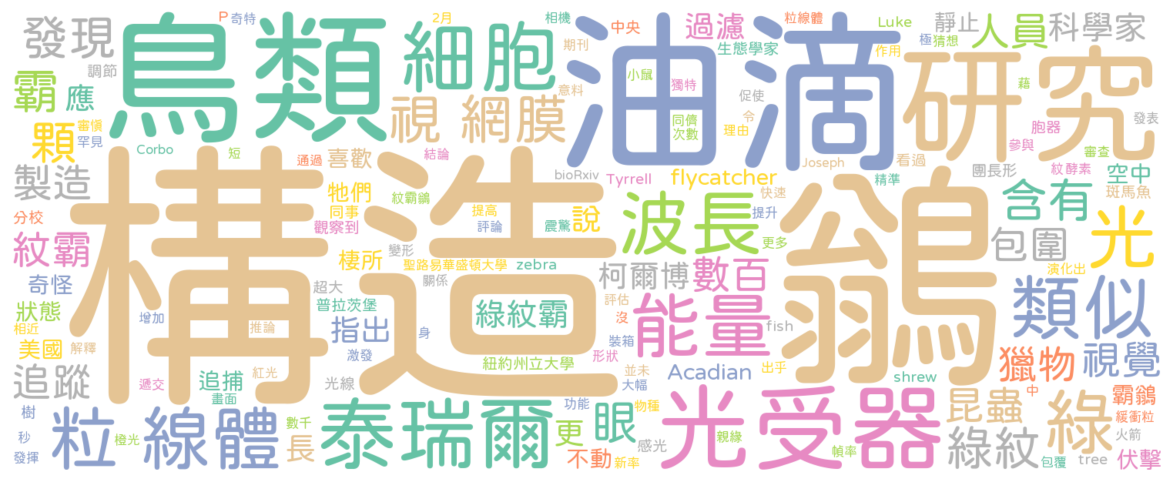 發現
鳥類
細胞
油滴
過濾
人員
科學家
研究
P
奇特
2月
相機
中央
粒線體
Luke
靜止
極
猜想
調節
期刊
生態學家
作用
霸
應
小鼠
獨特
促使
藉
審慎
罕見
視
網膜
意料
同儕
次數
令
理由
胞器
發表
顆
Corbo
短
通過
喜歡
結論
bioRxiv
Joseph
看過
參與
審查
構造
鶲
製造
牠們
紋霸鶲
Tyrrell
flycatcher
快速
精準
團長形
紋
酵素
空中
斑馬魚
分校
同事
觀察到
提高
評論
震驚
說
波長
提升
含有
光
紋霸
棲所
變形
聖路易華盛頓大學
zebra
更多
包圍
奇怪
超大
關係
柯爾博
數百
演化出
狀態
普拉茨堡
綠紋霸
評估
類似
相近
增加
指出
能量
沒
fish
美國
解釋
推論
激發
身
裝箱
視覺
追蹤
遞交
紅光
追捕
光線
紐約州立大學
形狀
並未
出乎
獵物
畫面
Acadian
大幅
shrew
中
霸鶲
樹
粒
線體
數千
泰瑞爾
功能
物種
光受器
昆蟲
綠
緩衝粒
秒
橙光
長
更
眼
感光
親緣
火箭
發揮
不動
新率
幀率
綠紋
包覆
tree
伏擊